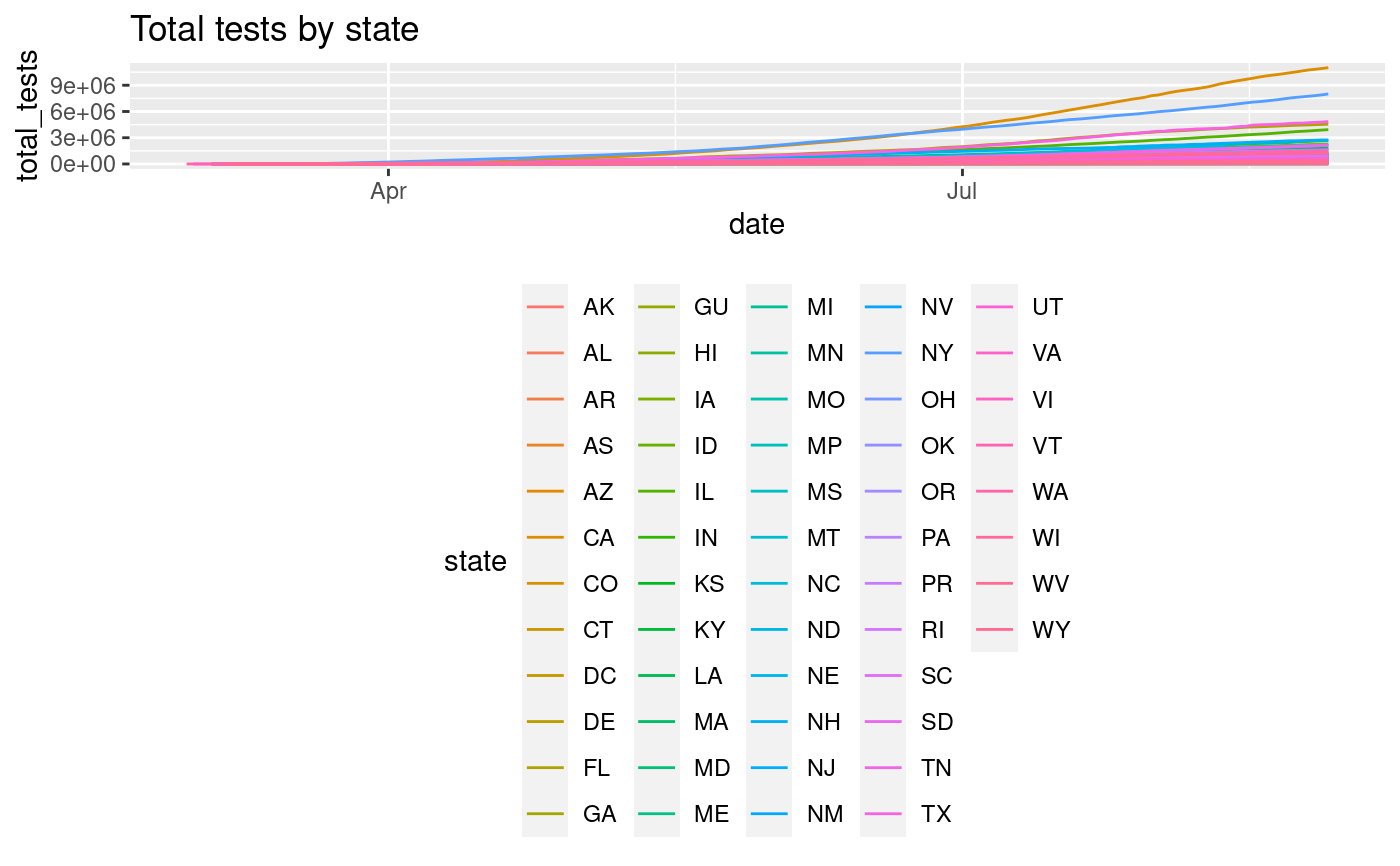 Total tests by state
total_tests
9e+06
6e+06
3e+06
0e+00
Apr Jul
date
state
AK GU MI NV UT
AL HI MN NY VA
AR IA MO OH VI
AS ID MP OK VT
AZ IL MS OR WA
CA IN MT PA WI
CO KS NC PR WV
CT KY ND RI WY
DC LA NE SC
DE MA NH SD
FL MD NJ TN
GA ME NM TX